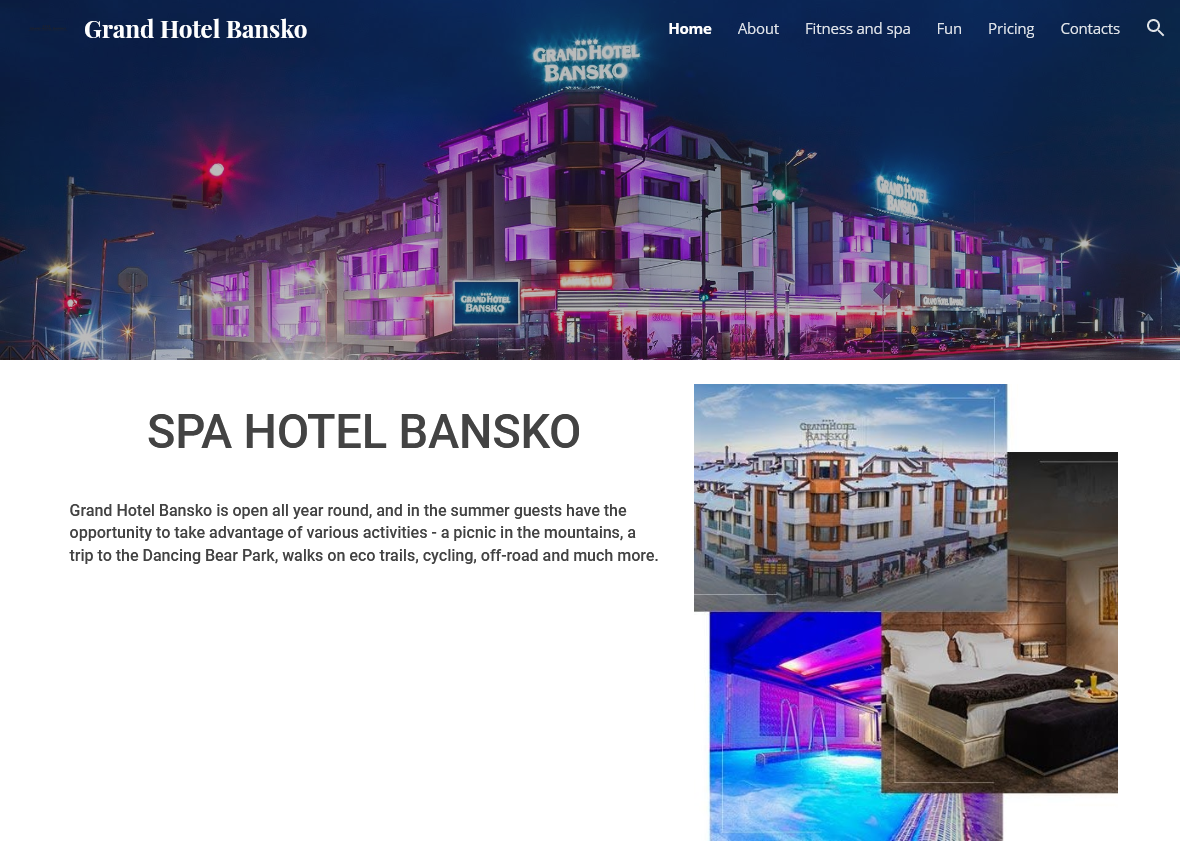 Grand Hotel Bansko
Home
About
Fitness and spa
Fun
Pricing
Contacts
GRAND HOTEL
BANSKO
GRAND HOTEL
BANSKO
GRAND HOTEL
BANSKO
GRAND HOTEL BANSKO
SPA HOTEL BANSKO
Grand Hotel Bansko is open all year round, and in the summer guests have the
opportunity to take advantage of various activities - a picnic in the mountains, a
trip to the Dancing Bear Park, walks on eco trails, cycling, off-road and much more.
GRAND HOTEL
BANSKO